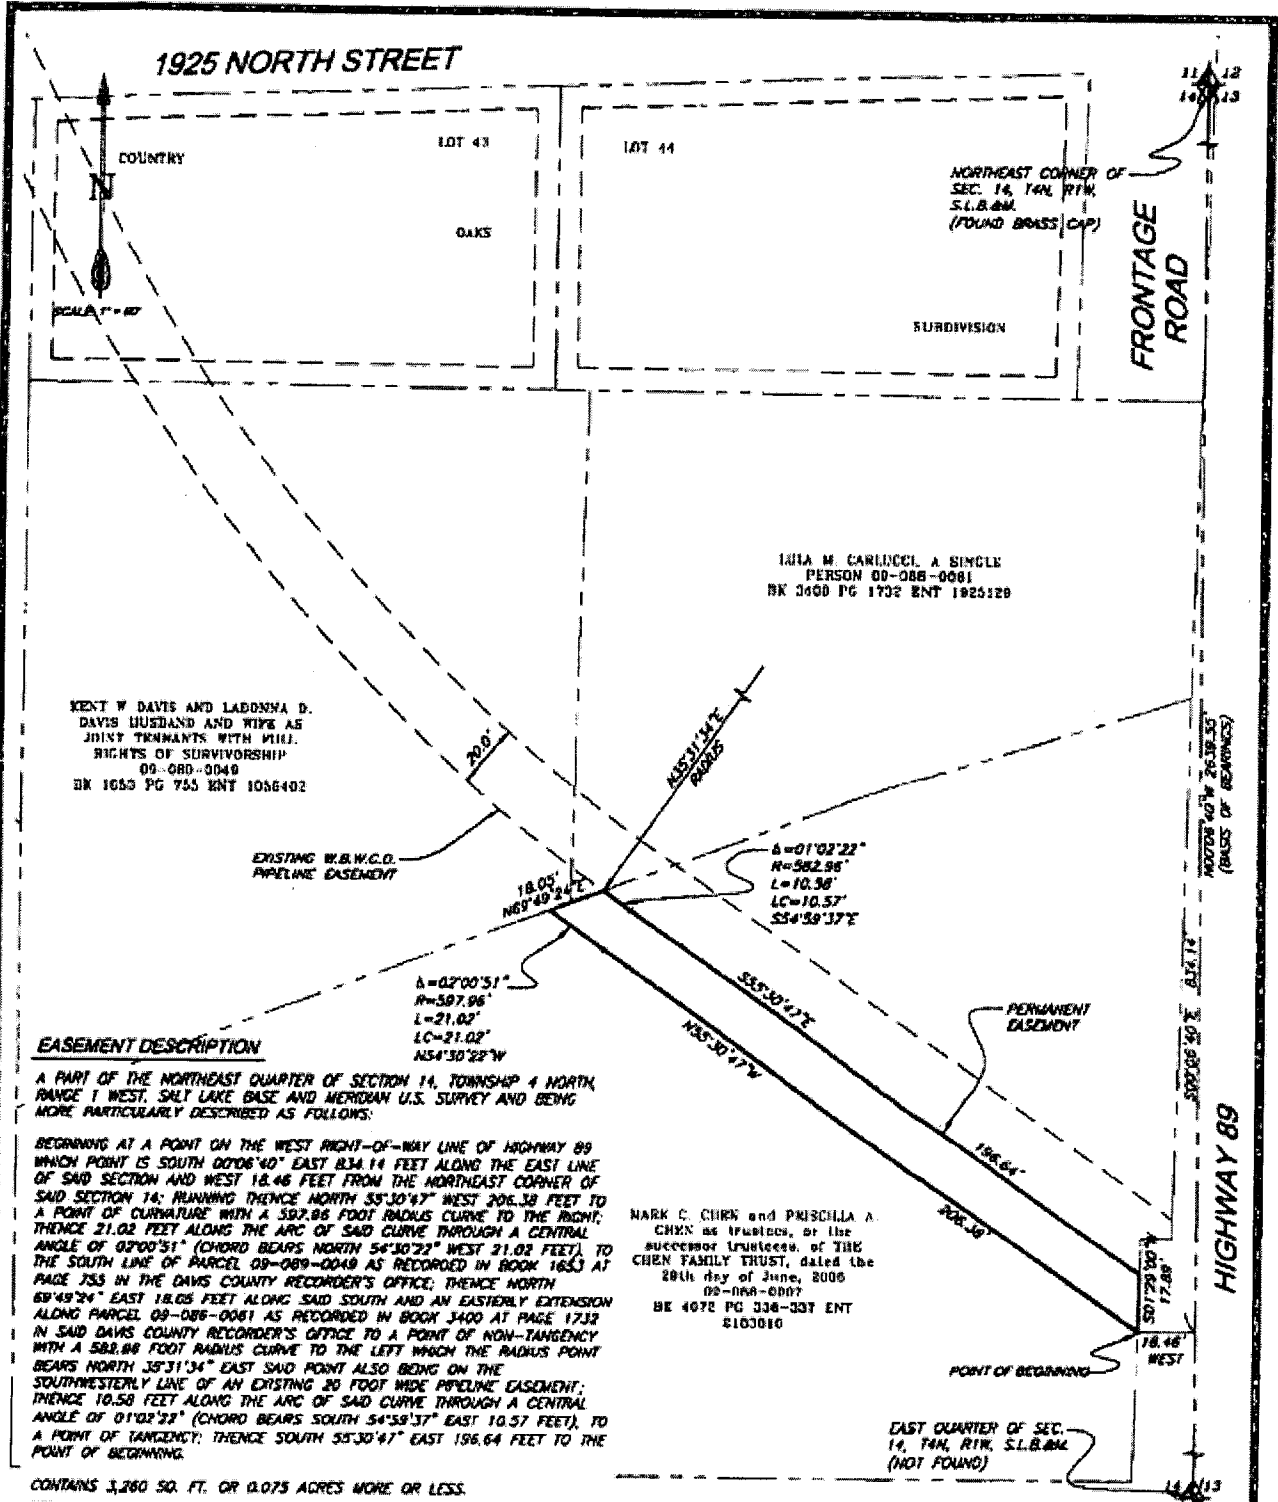 1925 NORTH STREET
11 12
14 13
COUNTRY
LOT 43
LOT 44
N
NORTHEAST CORNER OF
SEC. 14, T4N, R1W,
S.L.B.&M.
(FOUND BRASS CAP)
OAKS
FRONTAGE
ROAD
SCALE 1" = 60'
SUBDIVISION
LULA M. CARLUCCI, A SINGLE
PERSON 09-086-0061
BK 3400 PG 1732 ENT 1925129
KENT W DAVIS AND LADONNA D.
DAVIS HUSBAND AND WIFE AS
JOINT TENNANTS WITH FULL
RIGHTS OF SURVIVORSHIP
09-089-0049
BK 1653 PG 755 ENT 1056402
20.0'
N35°31'34"E
RADIUS
N00°06'40"W 2639.55'
(BASIS OF BEARINGS)
EXISTING W.B.W.C.D.
PIPELINE EASEMENT
Δ=01°02'22"
R=582.96'
L=10.58'
LC=10.57'
S54°59'37"E
18.05'
N69°49'24"E
Δ=02°00'51"
R=597.96'
L=21.02'
LC=21.02'
N54°30'22"W
S55°30'47"E
N55°30'47"W
PERMANENT
EASEMENT
S00°06'40"E 834.14'
EASEMENT DESCRIPTION
A PART OF THE NORTHEAST QUARTER OF SECTION 14, TOWNSHIP 4 NORTH,
RANGE 1 WEST, SALT LAKE BASE AND MERIDIAN U.S. SURVEY AND BEING
MORE PARTICULARLY DESCRIBED AS FOLLOWS:
BEGINNING AT A POINT ON THE WEST RIGHT-OF-WAY LINE OF HIGHWAY 89
WHICH POINT IS SOUTH 00°06'40" EAST 834.14 FEET ALONG THE EAST LINE
OF SAID SECTION AND WEST 18.46 FEET FROM THE NORTHEAST CORNER OF
SAID SECTION 14; RUNNING THENCE NORTH 55°30'47" WEST 206.38 FEET TO
A POINT OF CURVATURE WITH A 597.96 FOOT RADIUS CURVE TO THE RIGHT;
THENCE 21.02 FEET ALONG THE ARC OF SAID CURVE THROUGH A CENTRAL
ANGLE OF 02°00'51" (CHORD BEARS NORTH 54°30'22" WEST 21.02 FEET), TO
THE SOUTH LINE OF PARCEL 09-089-0049 AS RECORDED IN BOOK 1653 AT
PAGE 755 IN THE DAVIS COUNTY RECORDER'S OFFICE; THENCE NORTH
69°49'24" EAST 18.05 FEET ALONG SAID SOUTH AND AN EASTERLY EXTENSION
ALONG PARCEL 09-086-0061 AS RECORDED IN BOOK 3400 AT PAGE 1732
IN SAID DAVIS COUNTY RECORDER'S OFFICE TO A POINT OF NON-TANGENCY
WITH A 582.96 FOOT RADIUS CURVE TO THE LEFT WHICH THE RADIUS POINT
BEARS NORTH 35°31'34" EAST SAID POINT ALSO BEING ON THE
SOUTHWESTERLY LINE OF AN EXISTING 20 FOOT WIDE PIPELINE EASEMENT;
THENCE 10.58 FEET ALONG THE ARC OF SAID CURVE THROUGH A CENTRAL
ANGLE OF 01°02'22" (CHORD BEARS SOUTH 54°59'37" EAST 10.57 FEET), TO
A POINT OF TANGENCY; THENCE SOUTH 55°30'47" EAST 196.64 FEET TO THE
POINT OF BEGINNING.
CONTAINS 3,260 SQ. FT. OR 0.075 ACRES MORE OR LESS.
196.64'
206.38'
MARK C. CHEN and PRISCILLA A.
CHEN as trustees, or the
successor trustees, of THE
CHEN FAMILY TRUST, dated the
28th day of June, 2006
BK 4072 PG 336-337 ENT
S01°29'00"W
17.89'
HIGHWAY 89
18.46
WEST
POINT OF BEGINNING
EAST QUARTER OF SEC.
14, T4N, R1W, S.L.B.&M.
(NOT FOUND)
14 13